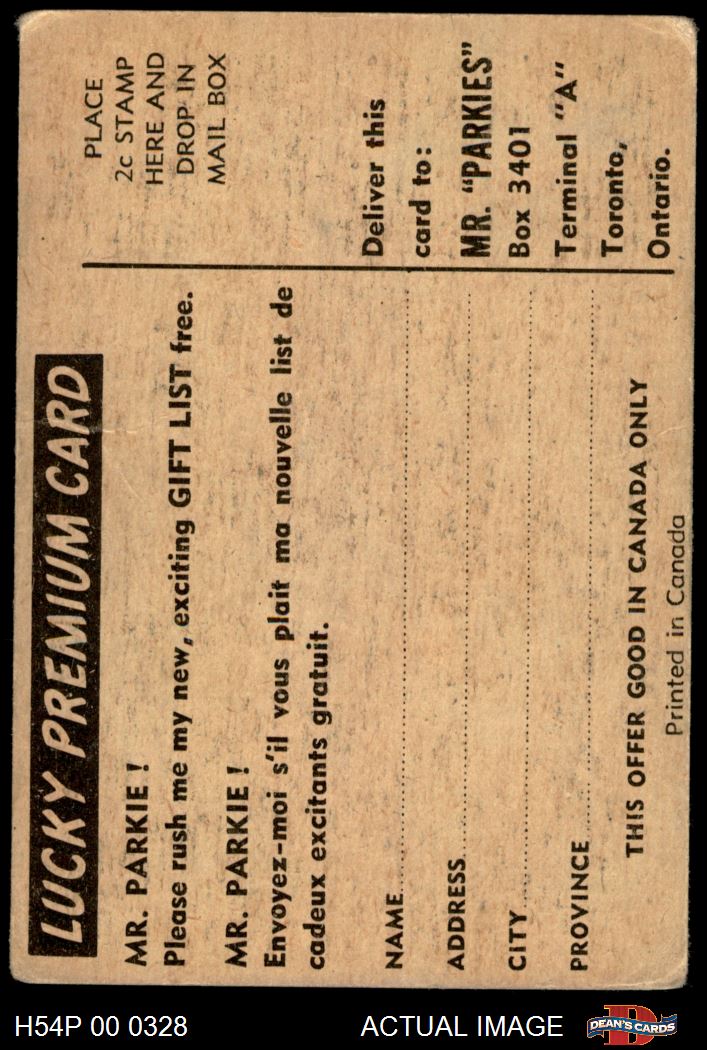 LUCKY PREMIUM CARD
MR. PARKIE!
Please rush me my new, exciting GIFT LIST free.
MR. PARKIE!
Envoyez-moi s'il vous plait ma nouvelle list de
cadeux excitants gratuit.
NAME
ADDRESS
CITY
PROVINCE
THIS OFFER GOOD IN CANADA ONLY
Printed in Canada
PLACE
2c STAMP
HERE AND
DROP IN
MAIL BOX
Deliver this
card to:
MR. "PARKIES"
Box 3401
Terminal "A"
Toronto,
Ontario.
H54P 00 0328
ACTUAL IMAGE
D
DEAN'S CARDS